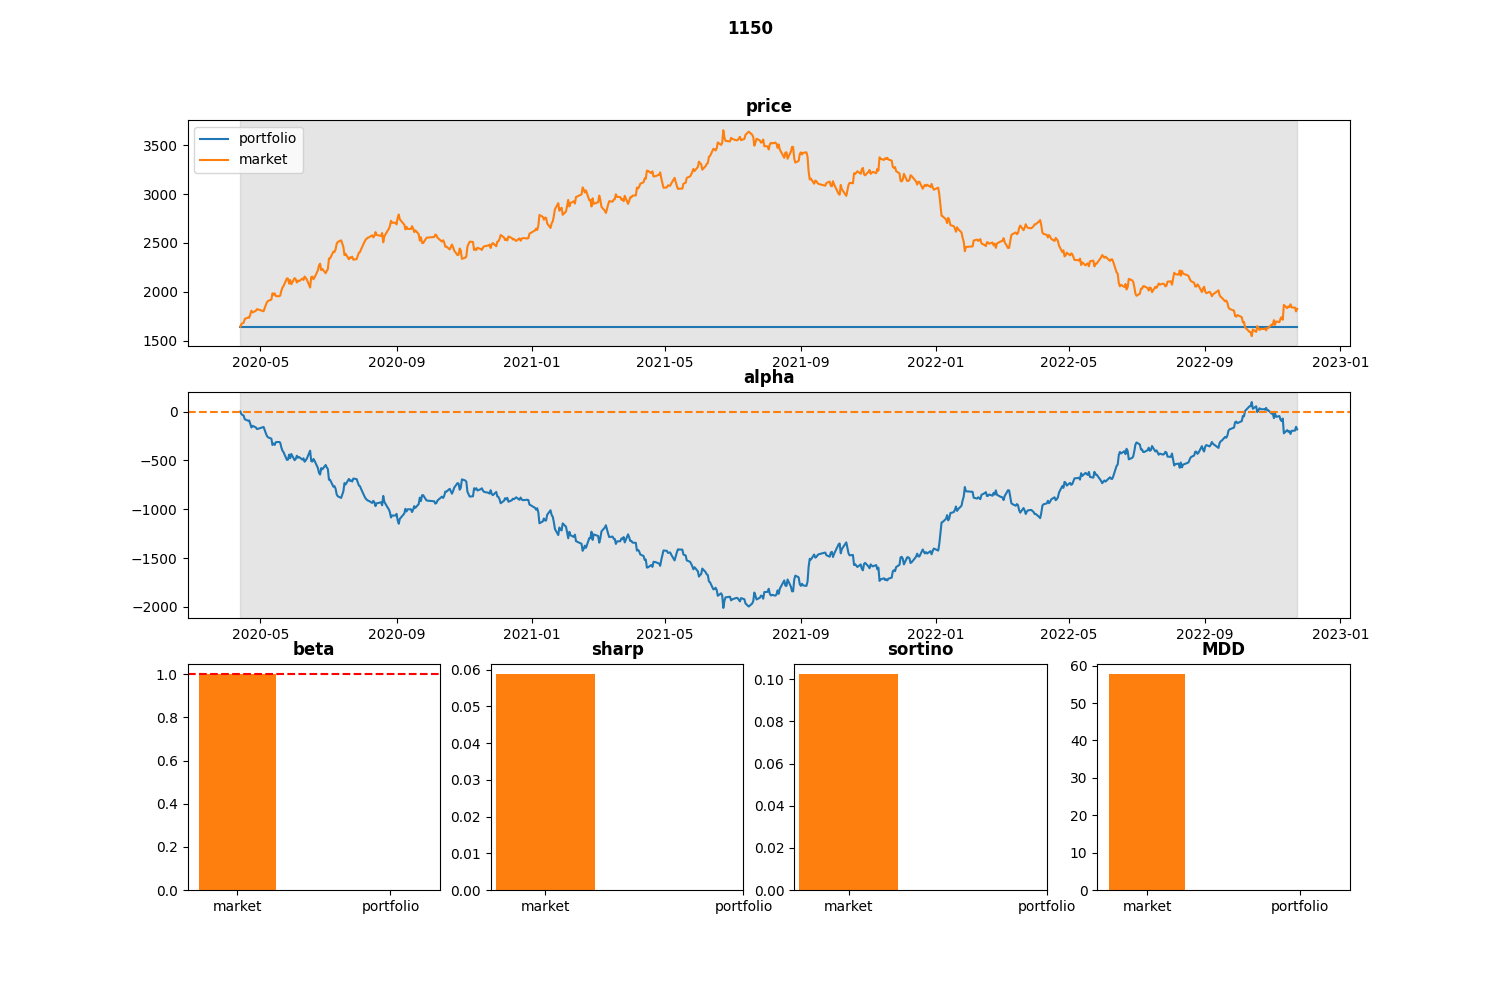 1150
price
portfolio
market
3500
3000
2500
2000
1500
2020-05 2020-09 2021-01 2021-05 2021-09 2022-01 2022-05 2022-09 2023-01
alpha
0
−500
−1000
−1500
−2000
2020-05 2020-09 2021-01 2021-05 2021-09 2022-01 2022-05 2022-09 2023-01
beta
1.0
0.8
0.6
0.4
0.2
0.0
market portfolio
sharp
0.06
0.05
0.04
0.03
0.02
0.01
0.00
market portfolio
sortino
0.10
0.08
0.06
0.04
0.02
0.00
market portfolio
MDD
60
50
40
30
20
10
0
market portfolio